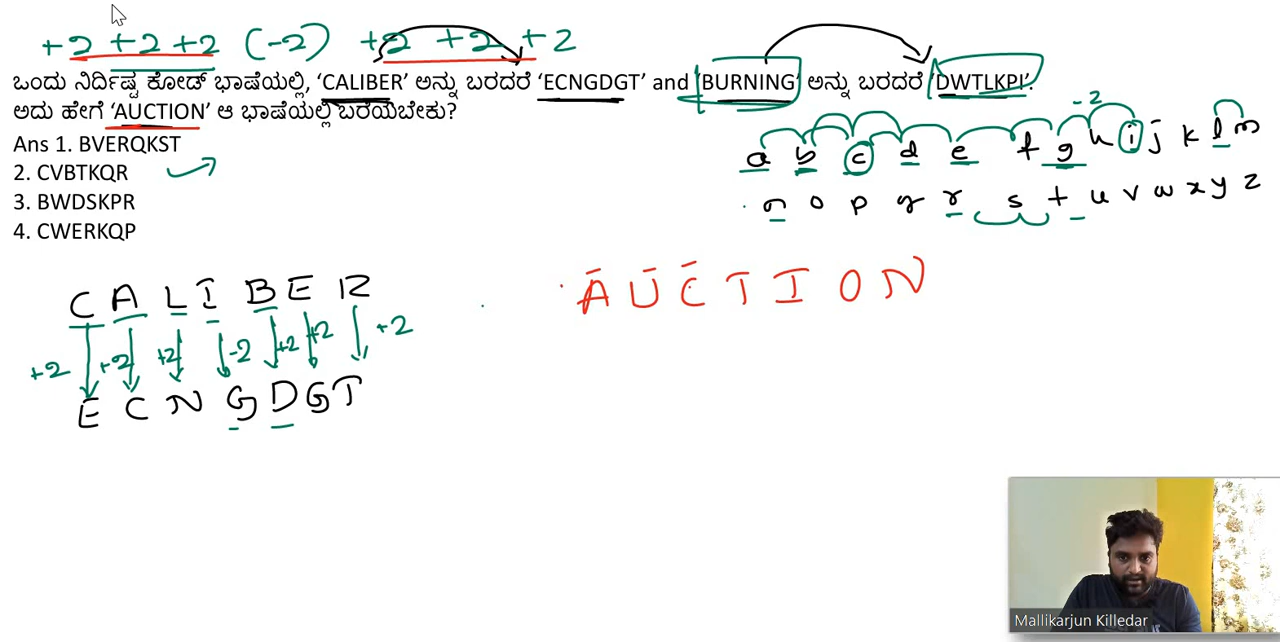 +2 +2 +2 (-2) +2 +2 +2
ಒಂದು ನಿರ್ದಿಷ್ಟ ಕೋಡ್ ಭಾಷೆಯಲ್ಲಿ, ‘CALIBER’ ಅನ್ನು ಬರದರೆ ‘ECNGDGT’ and ‘BURNING’ ಅನ್ನು ಬರದರೆ ‘DWTLKPI’.
ಅದು ಹೇಗೆ ‘AUCTION’ ಆ ಭಾಷೆಯಲ್ಲಿ ಬರೆಯಬೇಕು?
Ans 1. BVERQKST
2. CVBTKQR
3. BWDSKPR
4. CWERKQP
-2
a b c d e f g h i j k l m
n o p q r s t u v w x y z
C A L I B E R
A U C T I O N
+2 +2 +2 -2 +2 +2 +2
E C N G D G T
Mallikarjun Killedar